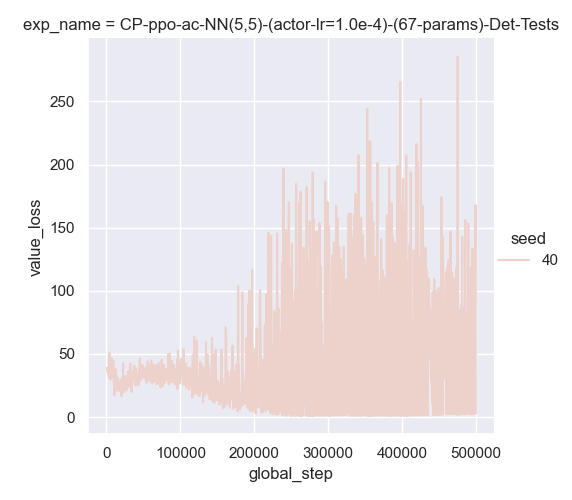 exp_name = CP-ppo-ac-NN(5,5)-(actor-lr=1.0e-4)-(67-params)-Det-Tests
250
200
150
100
50
0
value_loss
0 100000 200000 300000 400000 500000
global_step
seed
40